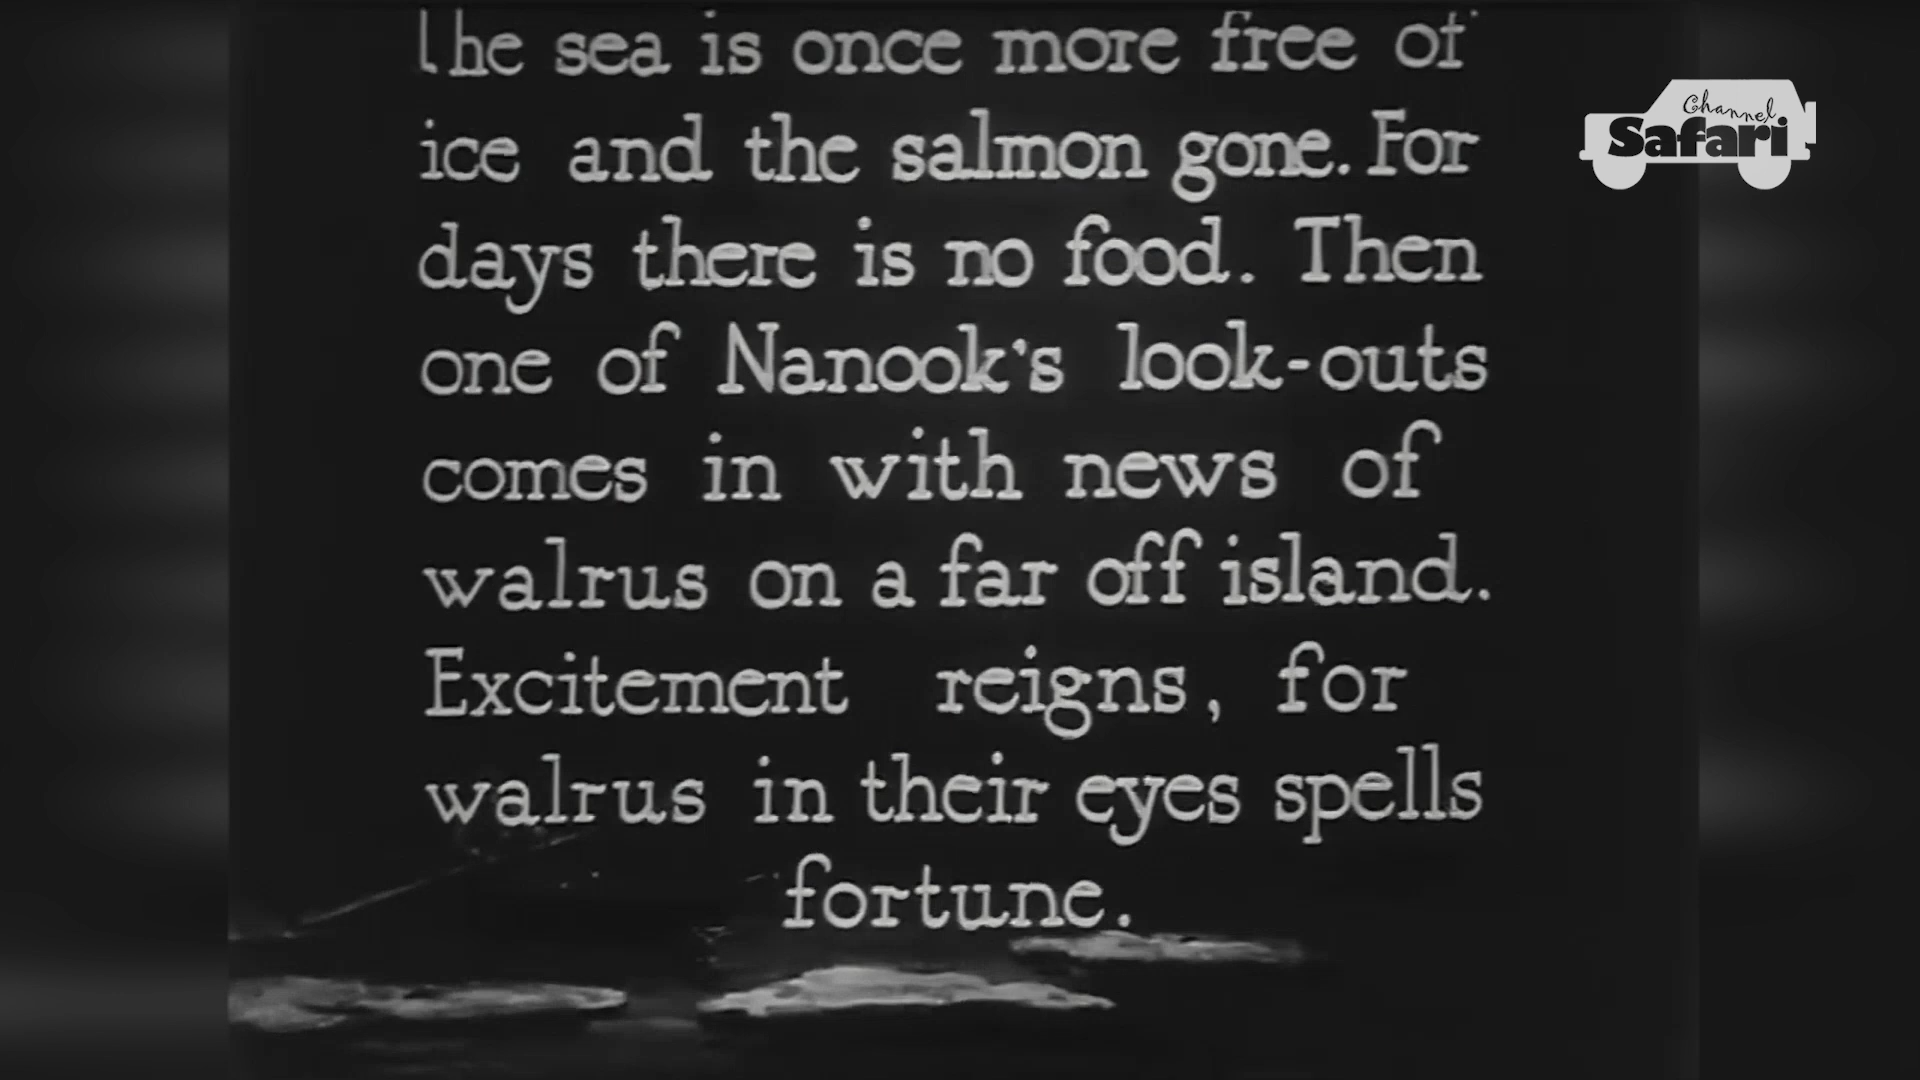 The sea is once more free of
ice and the salmon gone. For
days there is no food. Then
one of Nanook's look-outs
comes in with news of
walrus on a far off island.
Excitement reigns, for
walrus in their eyes spells
fortune.
Channel
Safari